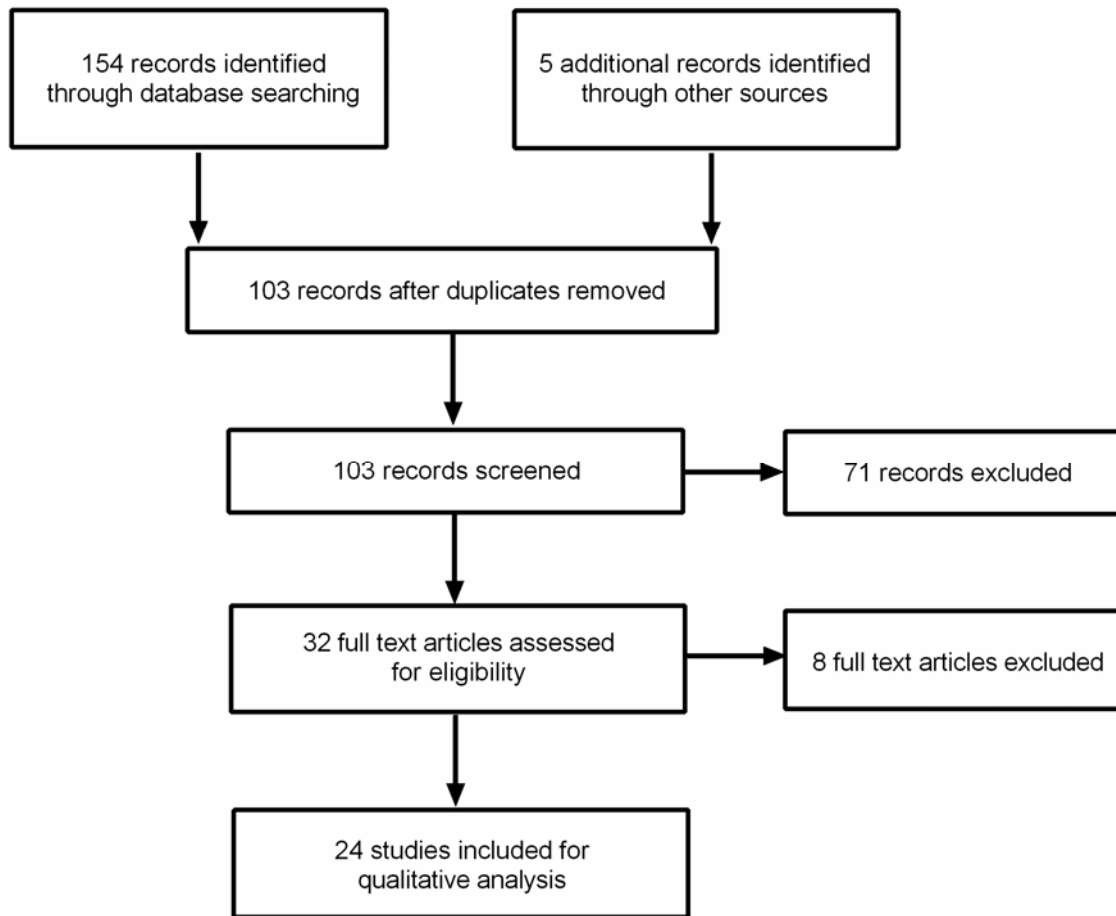 154 records identified
through database searching
5 additional records identified
through other sources
103 records after duplicates removed
103 records screened
71 records excluded
32 full text articles assessed
for eligibility
8 full text articles excluded
24 studies included for
qualitative analysis